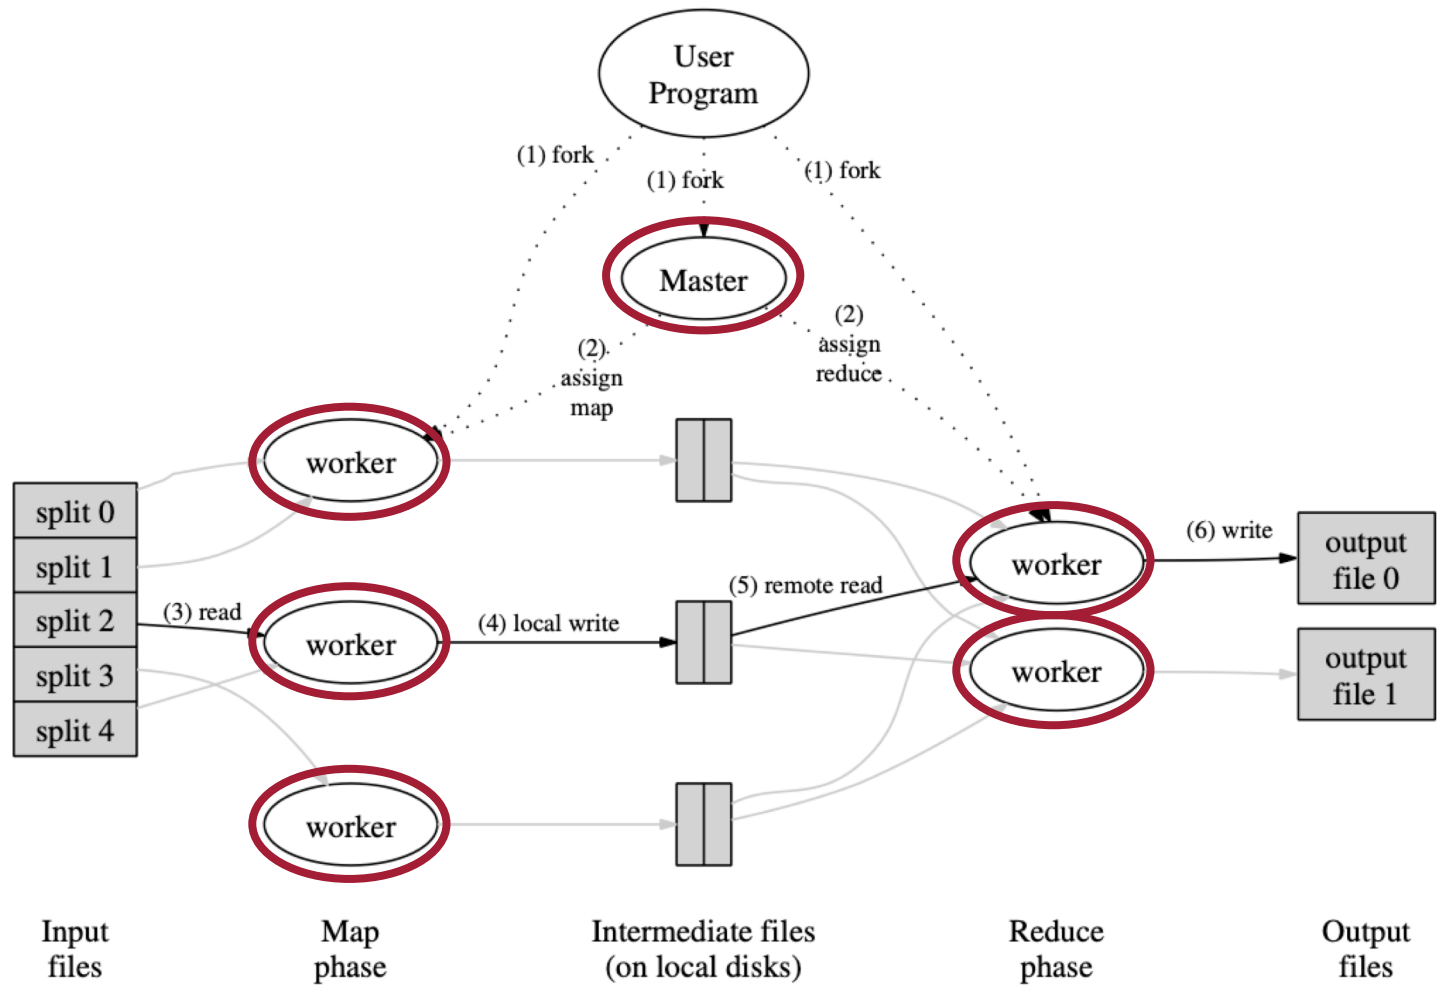 User
Program
(1) fork
(1) fork
(1) fork
Master
(2)
assign
map
(2)
assign
reduce
worker
split 0
split 1
split 2
split 3
split 4
(3) read
worker
(4) local write
(5) remote read
worker
worker
worker
(6) write
output
file 0
output
file 1
Input
files
Map
phase
Intermediate files
(on local disks)
Reduce
phase
Output
files